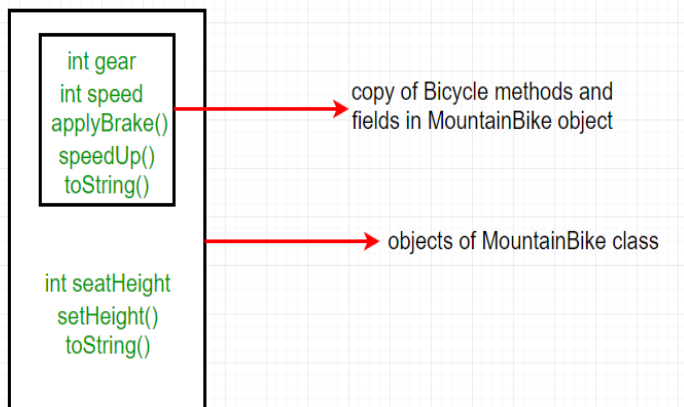 int gear
int speed
applyBrake()
speedUp()
toString()
copy of Bicycle methods and
fields in MountainBike object
objects of MountainBike class
int seatHeight
setHeight()
toString()